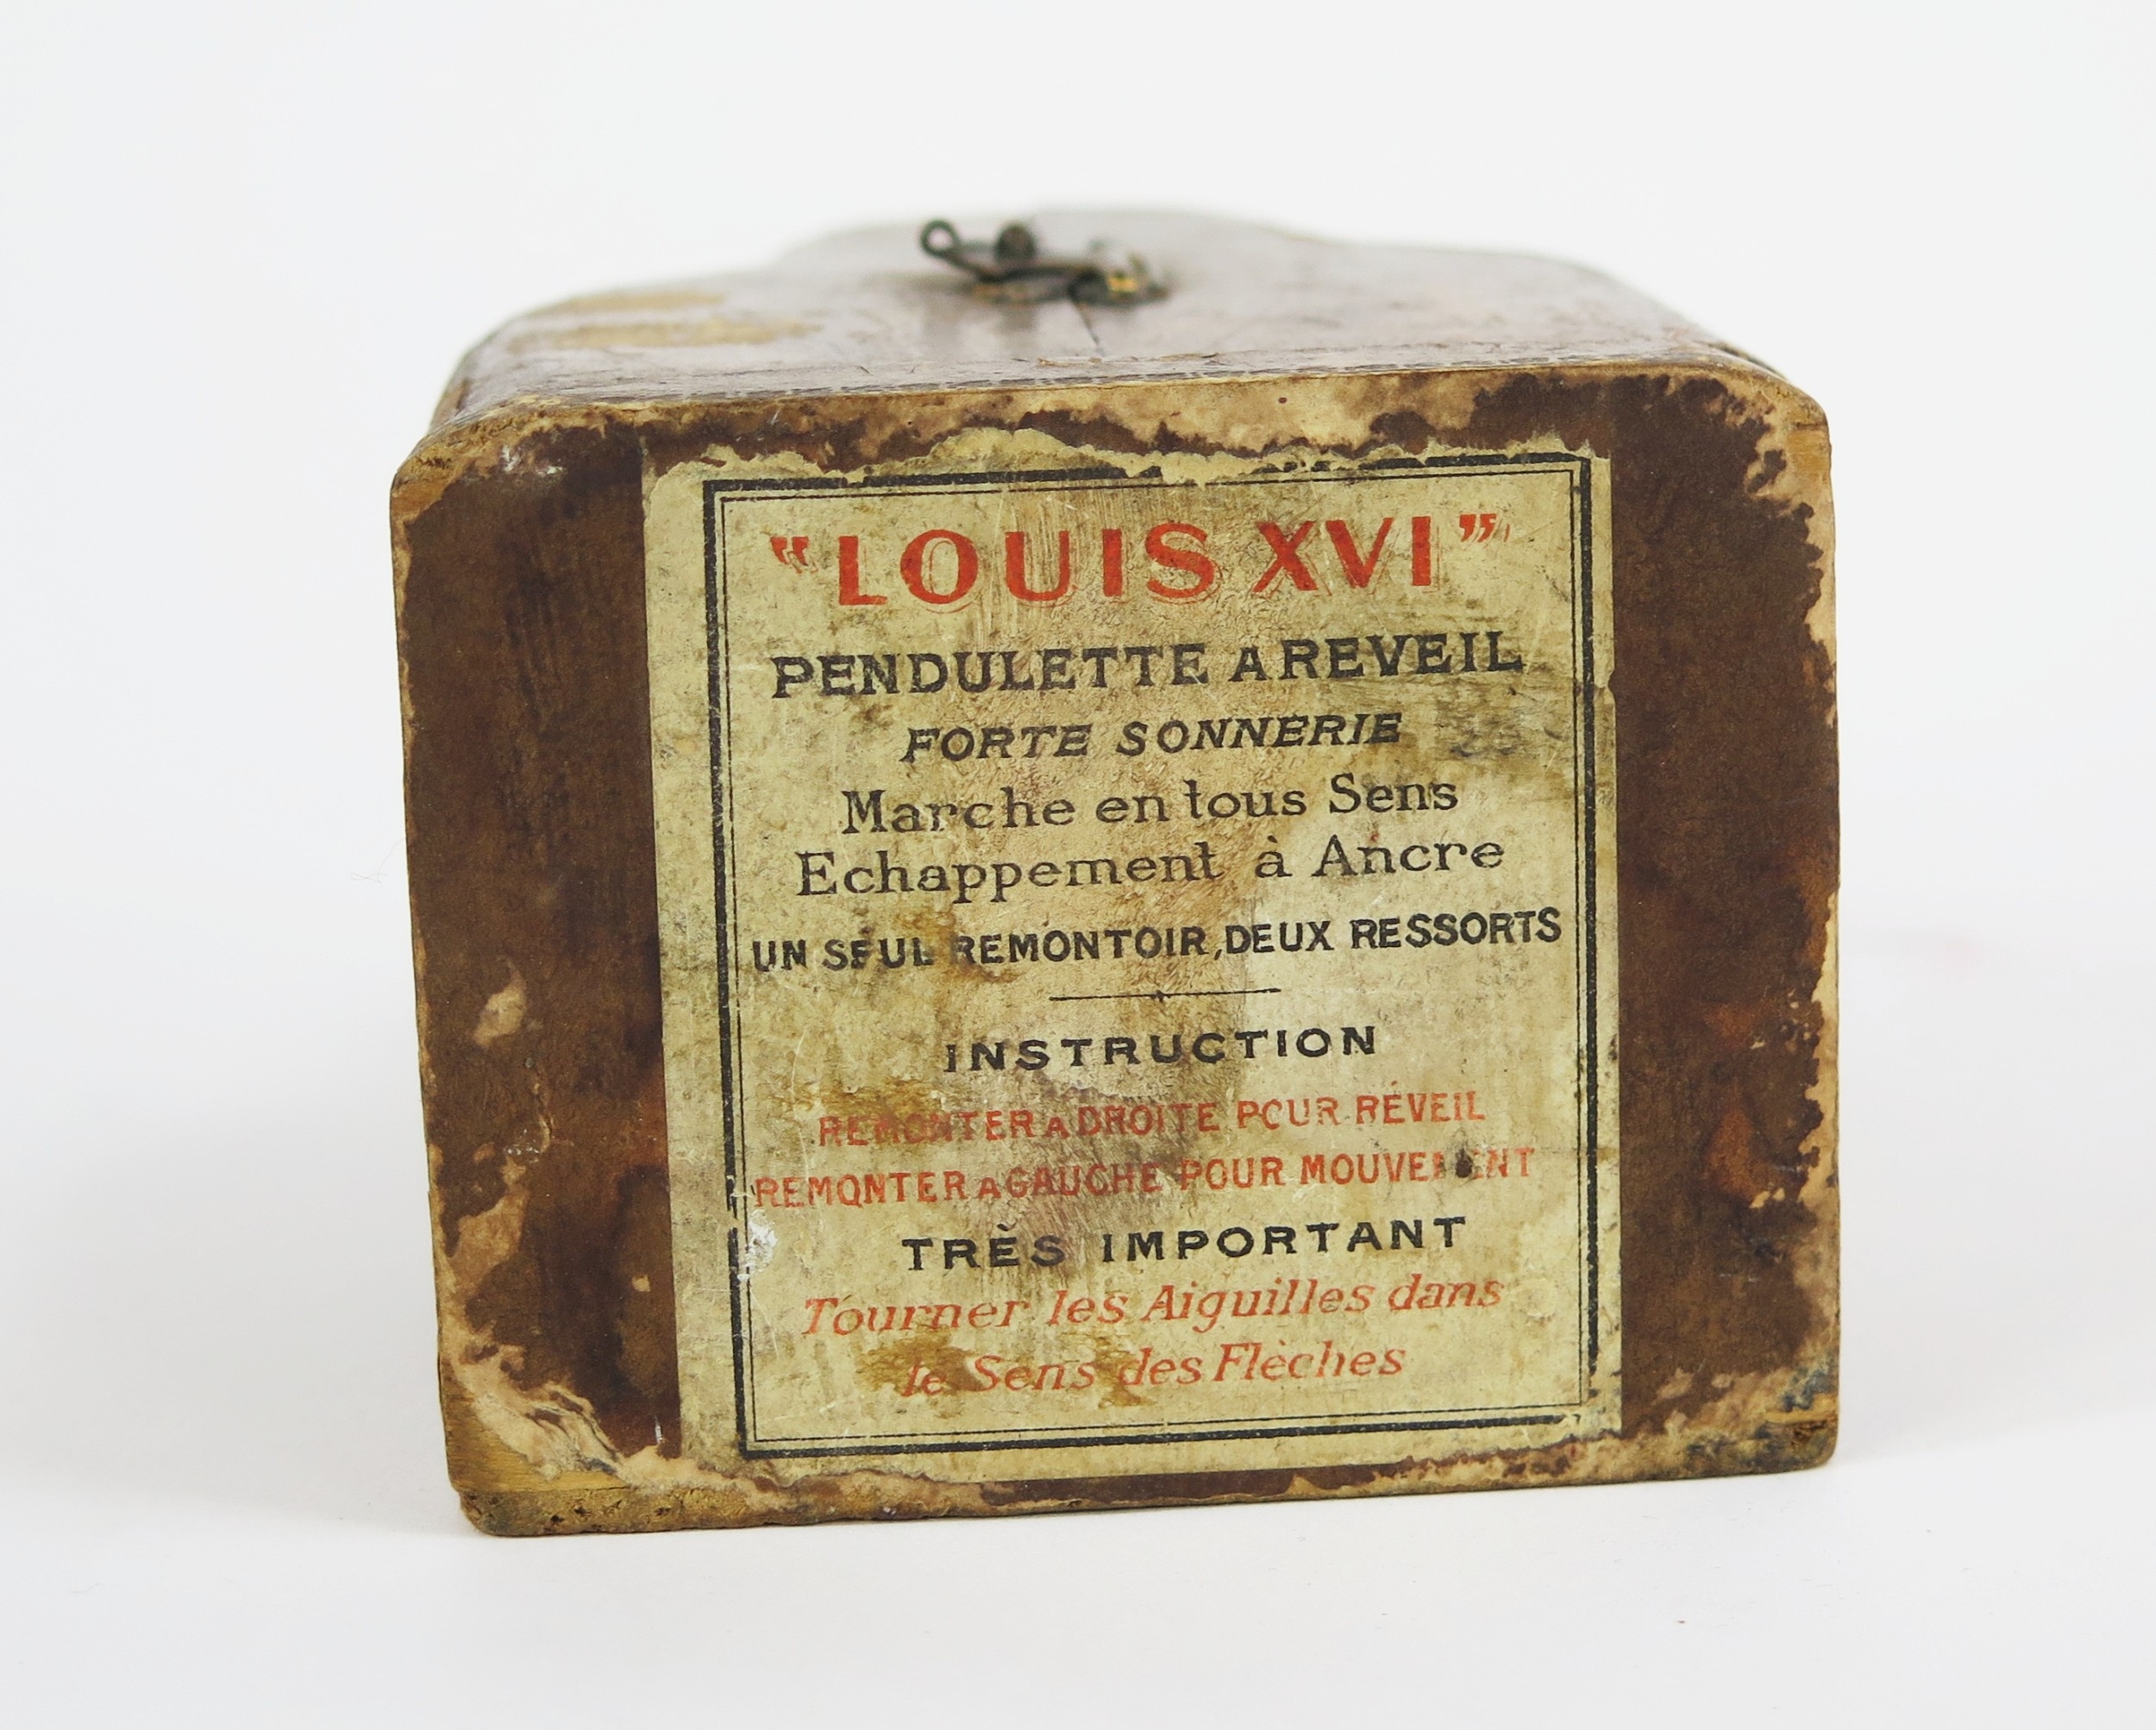 "LOUIS XVI"
PENDULETTE A REVEIL
FORTE SONNERIE
Marche en tous Sens
Echappement à Ancre
UN SEUL REMONTOIR, DEUX RESSORTS
INSTRUCTION
REMONTER A DROITE POUR RÉVEIL
REMONTER A GAUCHE POUR MOUVEMENT
TRÈS IMPORTANT
Tourner les Aiguilles dans
le Sens des Flèches